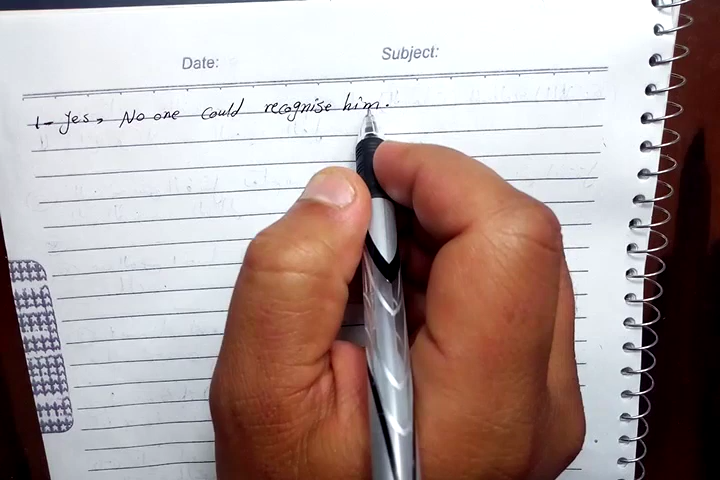 Date: Subject:
1- Yes, No one could recognise him.